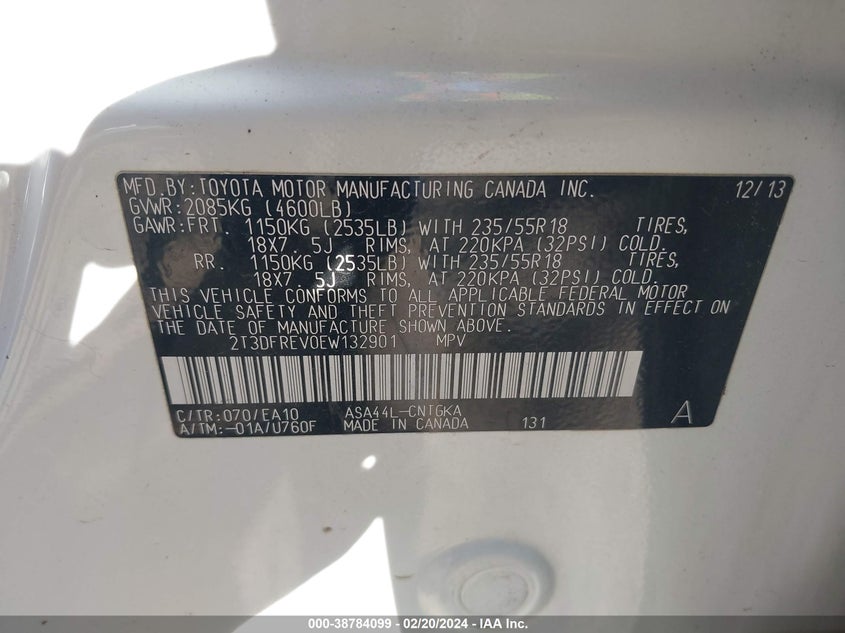 MFD. BY: TOYOTA MOTOR MANUFACTURING CANADA INC. 12/13
GVWR: 2085KG (4600LB)
GAWR: FRT. 1150KG (2535LB) WITH 235/55R18 TIRES,
18X7. 5J RIMS, AT 220KPA (32PSI) COLD.
RR. 1150KG (2535LB) WITH 235/55R18 TIRES,
18X7. 5J RIMS, AT 220KPA (32PSI) COLD.
THIS VEHICLE CONFORMS TO ALL APPLICABLE FEDERAL MOTOR
VEHICLE SAFETY AND THEFT PREVENTION STANDARDS IN EFFECT ON
THE DATE OF MANUFACTURE SHOWN ABOVE.
2T3DFREV0EW132901 MPV
C/TR: 070/EA10 ASA44L-CNTGKA
A/TM: -01A/U760F MADE IN CANADA 131 A
000-38784099 — 02/20/2024 — IAA Inc.